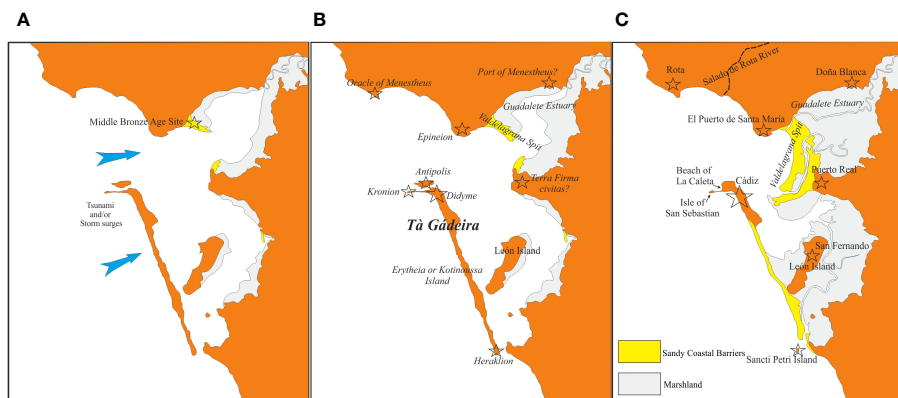 A
B
C
Middle Bronze Age Site
Tsunami
and/or
Storm surges
Oracle of Menestheus
Port of Menestheus?
Guadalete Estuary
Valdelagrana Spit
Epineion
Antipolis
Kronion
Didyme
Terra Firma
civitas?
Tà Gádeira
León Island
Erytheia or Kotinoussa
Island
Heraklion
Salado de Rota River
Rota
Doña Blanca
Guadalete Estuary
El Puerto de Santa María
Valdelagrana Spit
Puerto Real
Beach of
La Caleta
Cádiz
Isle of
San Sebastian
San Fernando
León Island
Sancti Petri Island
Sandy Coastal Barriers
Marshland